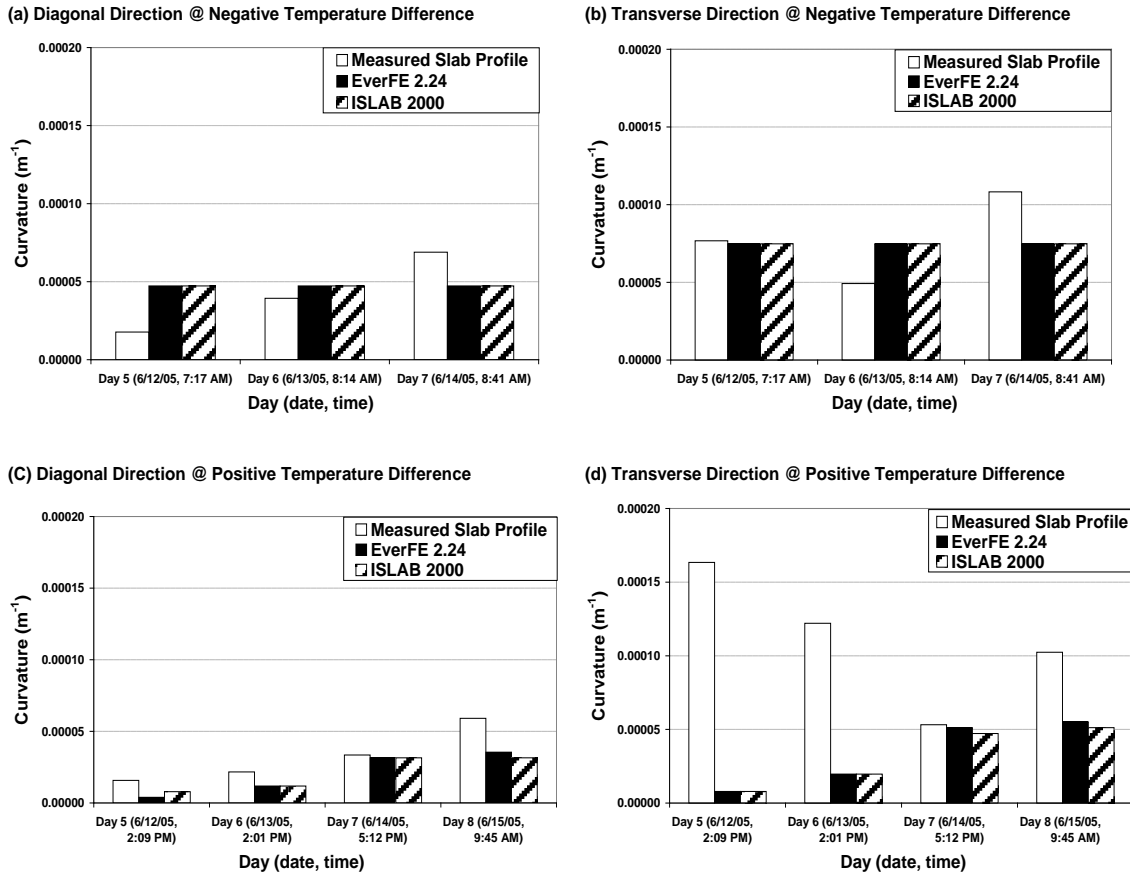 (a) Diagonal Direction @ Negative Temperature Difference
0.00020
0.00015
0.00010
0.00005
0.00000
Curvature (m-1)
Measured Slab Profile
EverFE 2.24
ISLAB 2000
Day 5 (6/12/05, 7:17 AM)
Day 6 (6/13/05, 8:14 AM)
Day 7 (6/14/05, 8:41 AM)
Day (date, time)
(b) Transverse Direction @ Negative Temperature Difference
0.00020
0.00015
0.00010
0.00005
0.00000
Curvature (m-1)
Measured Slab Profile
EverFE 2.24
ISLAB 2000
Day 5 (6/12/05, 7:17 AM)
Day 6 (6/13/05, 8:14 AM)
Day 7 (6/14/05, 8:41 AM)
Day (date, time)
(C) Diagonal Direction @ Positive Temperature Difference
0.00020
0.00015
0.00010
0.00005
0.00000
Curvature (m-1)
Measured Slab Profile
EverFE 2.24
ISLAB 2000
Day 5 (6/12/05,
2:09 PM)
Day 6 (6/13/05,
2:01 PM)
Day 7 (6/14/05,
5:12 PM)
Day 8 (6/15/05,
9:45 AM)
Day (date, time)
(d) Transverse Direction @ Positive Temperature Difference
0.00020
0.00015
0.00010
0.00005
0.00000
Curvature (m-1)
Measured Slab Profile
EverFE 2.24
ISLAB 2000
Day 5 (6/12/05,
2:09 PM)
Day 6 (6/13/05,
2:01 PM)
Day 7 (6/14/05,
5:12 PM)
Day 8 (6/15/05,
9:45 AM)
Day (date, time)